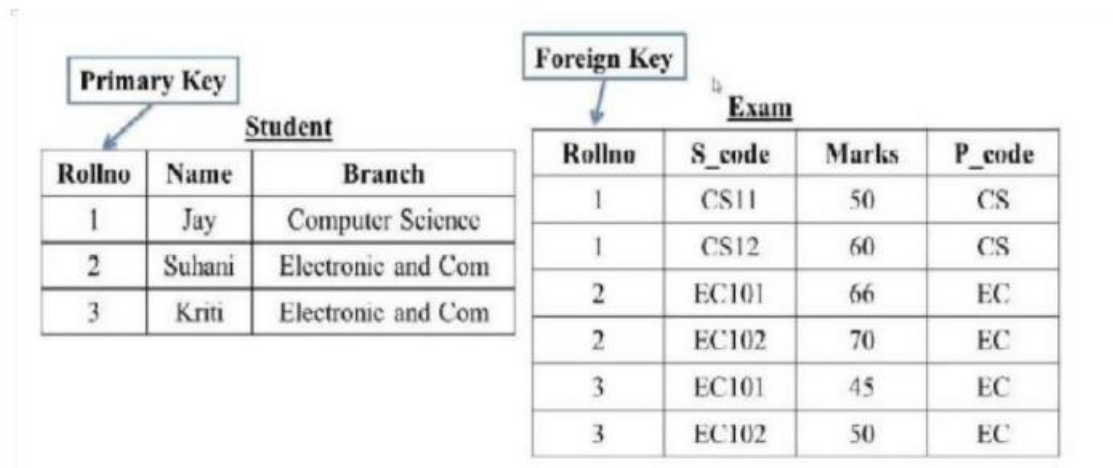 Primary Key
Student
Rollno Name Branch
1 Jay Computer Science
2 Suhani Electronic and Com
3 Kriti Electronic and Com
Foreign Key
Exam
Rollno S_code Marks P_code
1 CS11 50 CS
1 CS12 60 CS
2 EC101 66 EC
2 EC102 70 EC
3 EC101 45 EC
3 EC102 50 EC